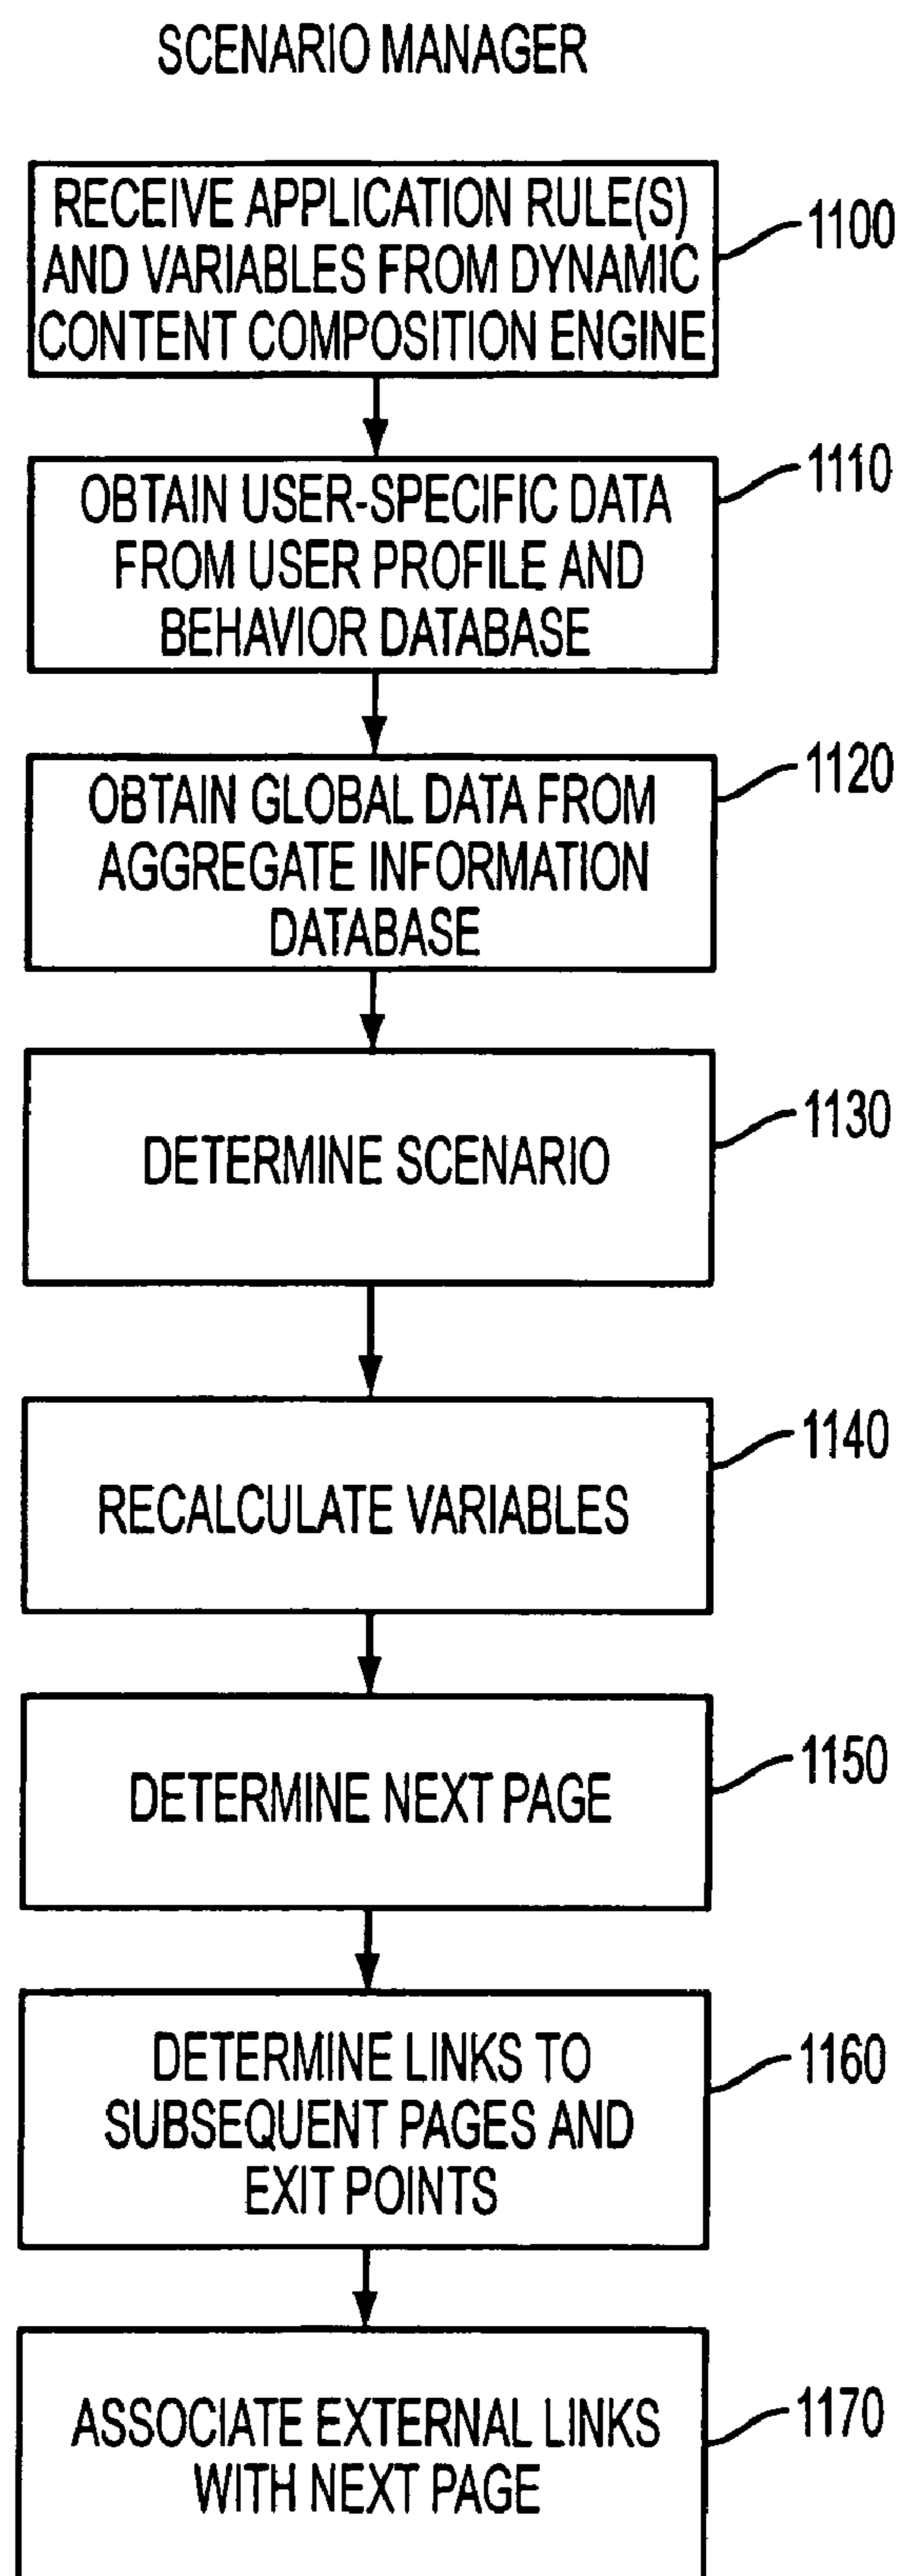 SCENARIO MANAGER
RECEIVE APPLICATION RULE(S)
AND VARIABLES FROM DYNAMIC
CONTENT COMPOSITION ENGINE
1100
OBTAIN USER-SPECIFIC DATA
FROM USER PROFILE AND
BEHAVIOR DATABASE
1110
OBTAIN GLOBAL DATA FROM
AGGREGATE INFORMATION
DATABASE
1120
DETERMINE SCENARIO
1130
RECALCULATE VARIABLES
1140
DETERMINE NEXT PAGE
1150
DETERMINE LINKS TO
SUBSEQUENT PAGES AND
EXIT POINTS
1160
ASSOCIATE EXTERNAL LINKS
WITH NEXT PAGE
1170